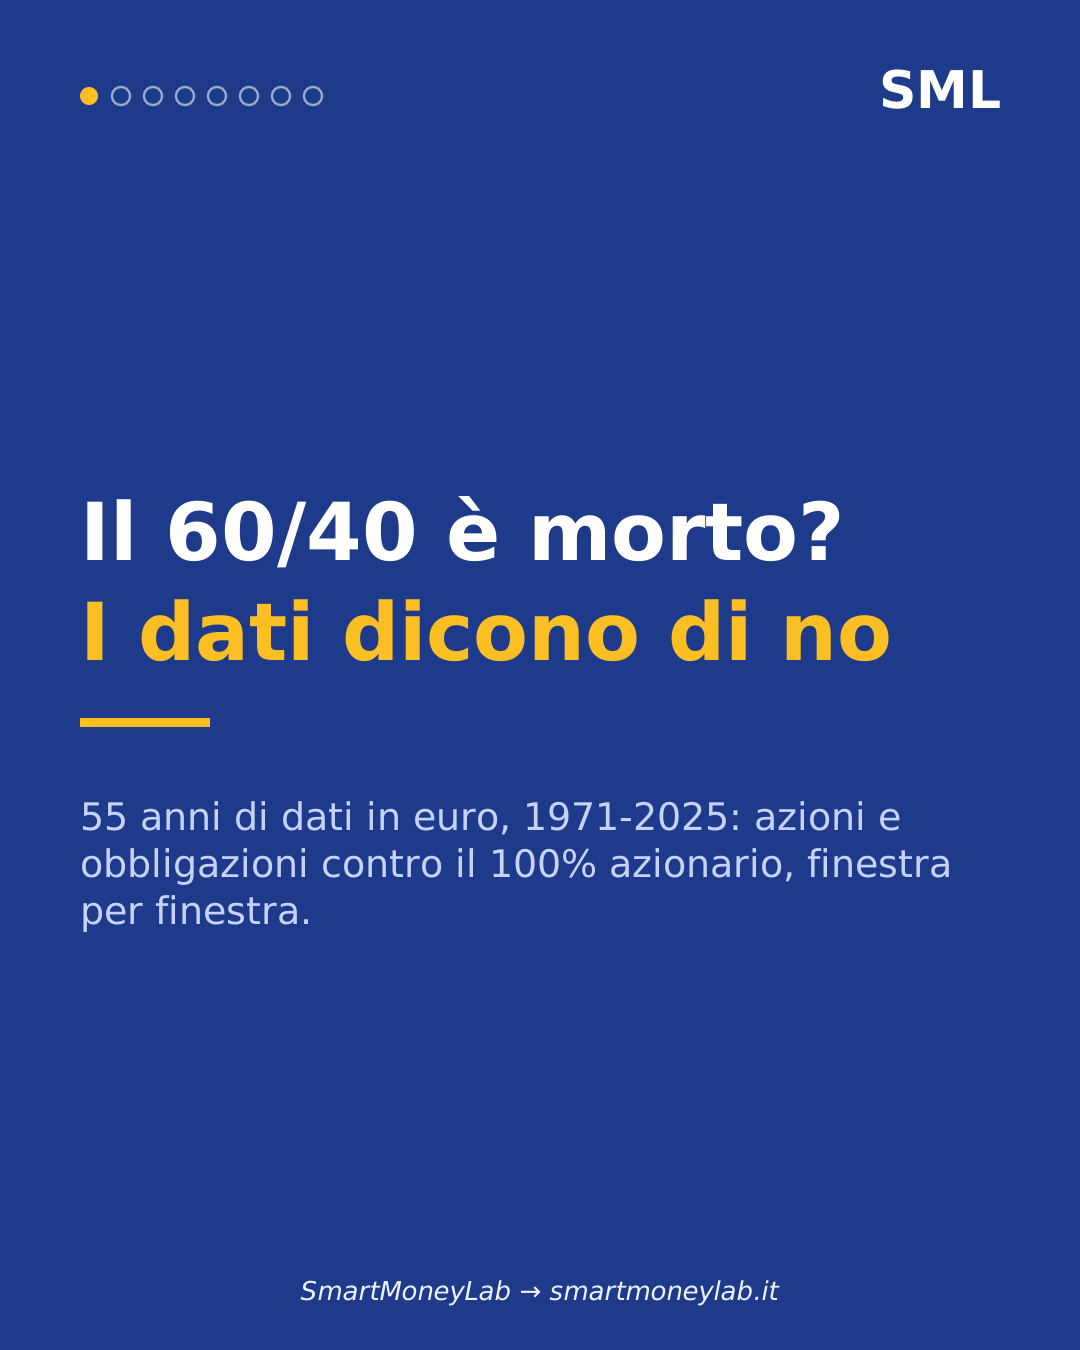 SML
Il 60/40 è morto?
I dati dicono di no
55 anni di dati in euro, 1971-2025: azioni e
obbligazioni contro il 100% azionario, finestra
per finestra.
SmartMoneyLab → smartmoneylab.it